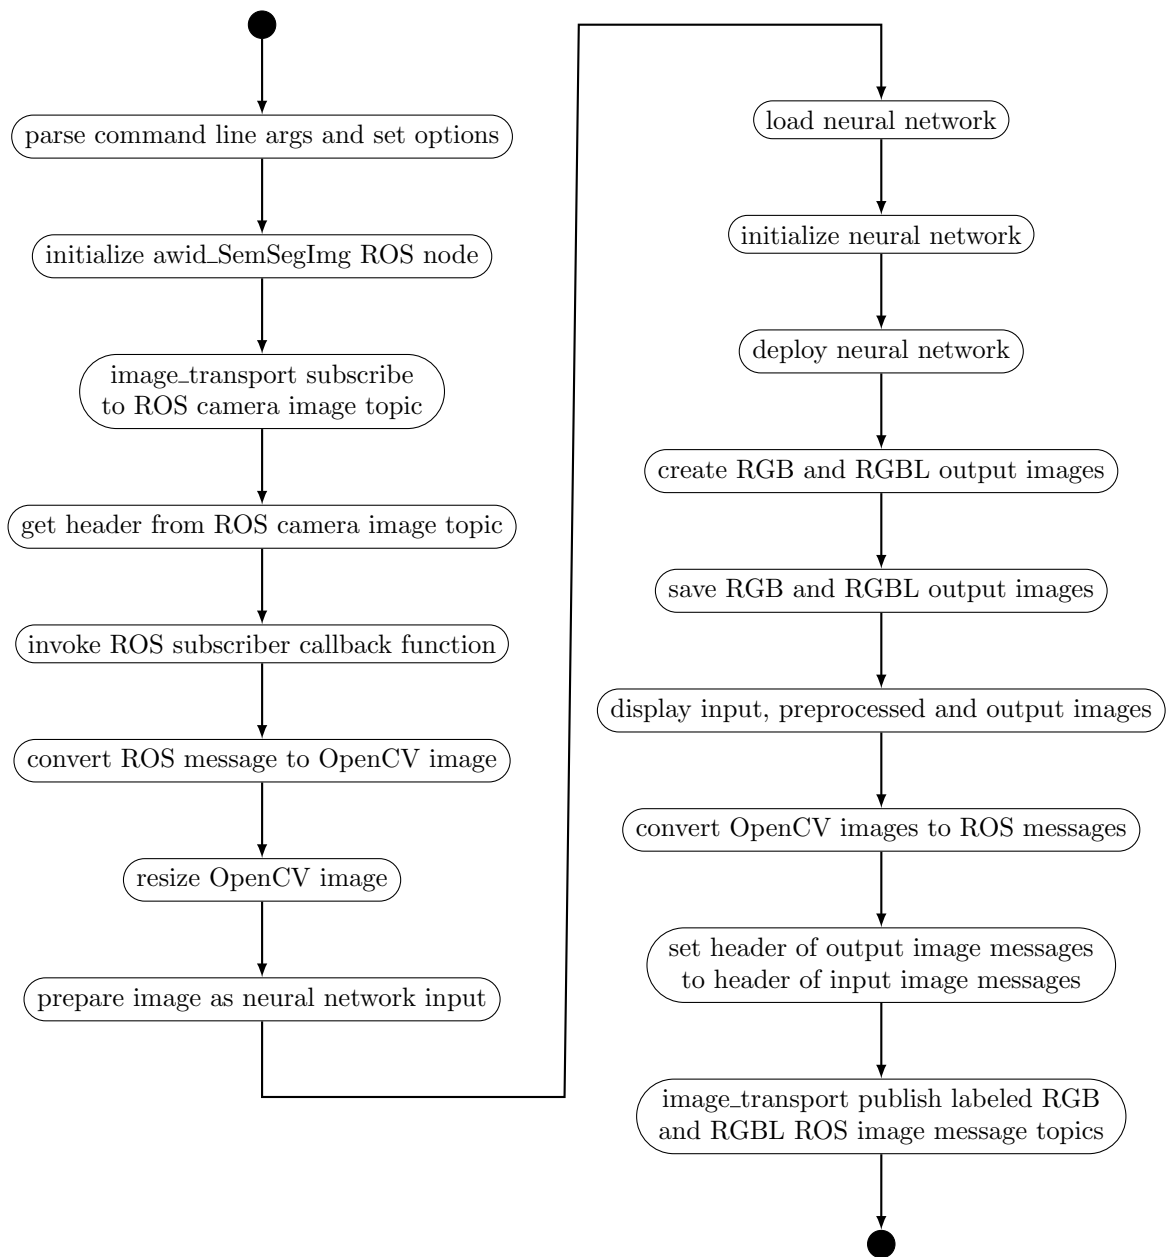 parse command line args and set options
initialize awid_SemSegImg ROS node
image_transport subscribe
to ROS camera image topic
get header from ROS camera image topic
invoke ROS subscriber callback function
convert ROS message to OpenCV image
resize OpenCV image
prepare image as neural network input
load neural network
initialize neural network
deploy neural network
create RGB and RGBL output images
save RGB and RGBL output images
display input, preprocessed and output images
convert OpenCV images to ROS messages
set header of output image messages
to header of input image messages
image_transport publish labeled RGB
and RGBL ROS image message topics